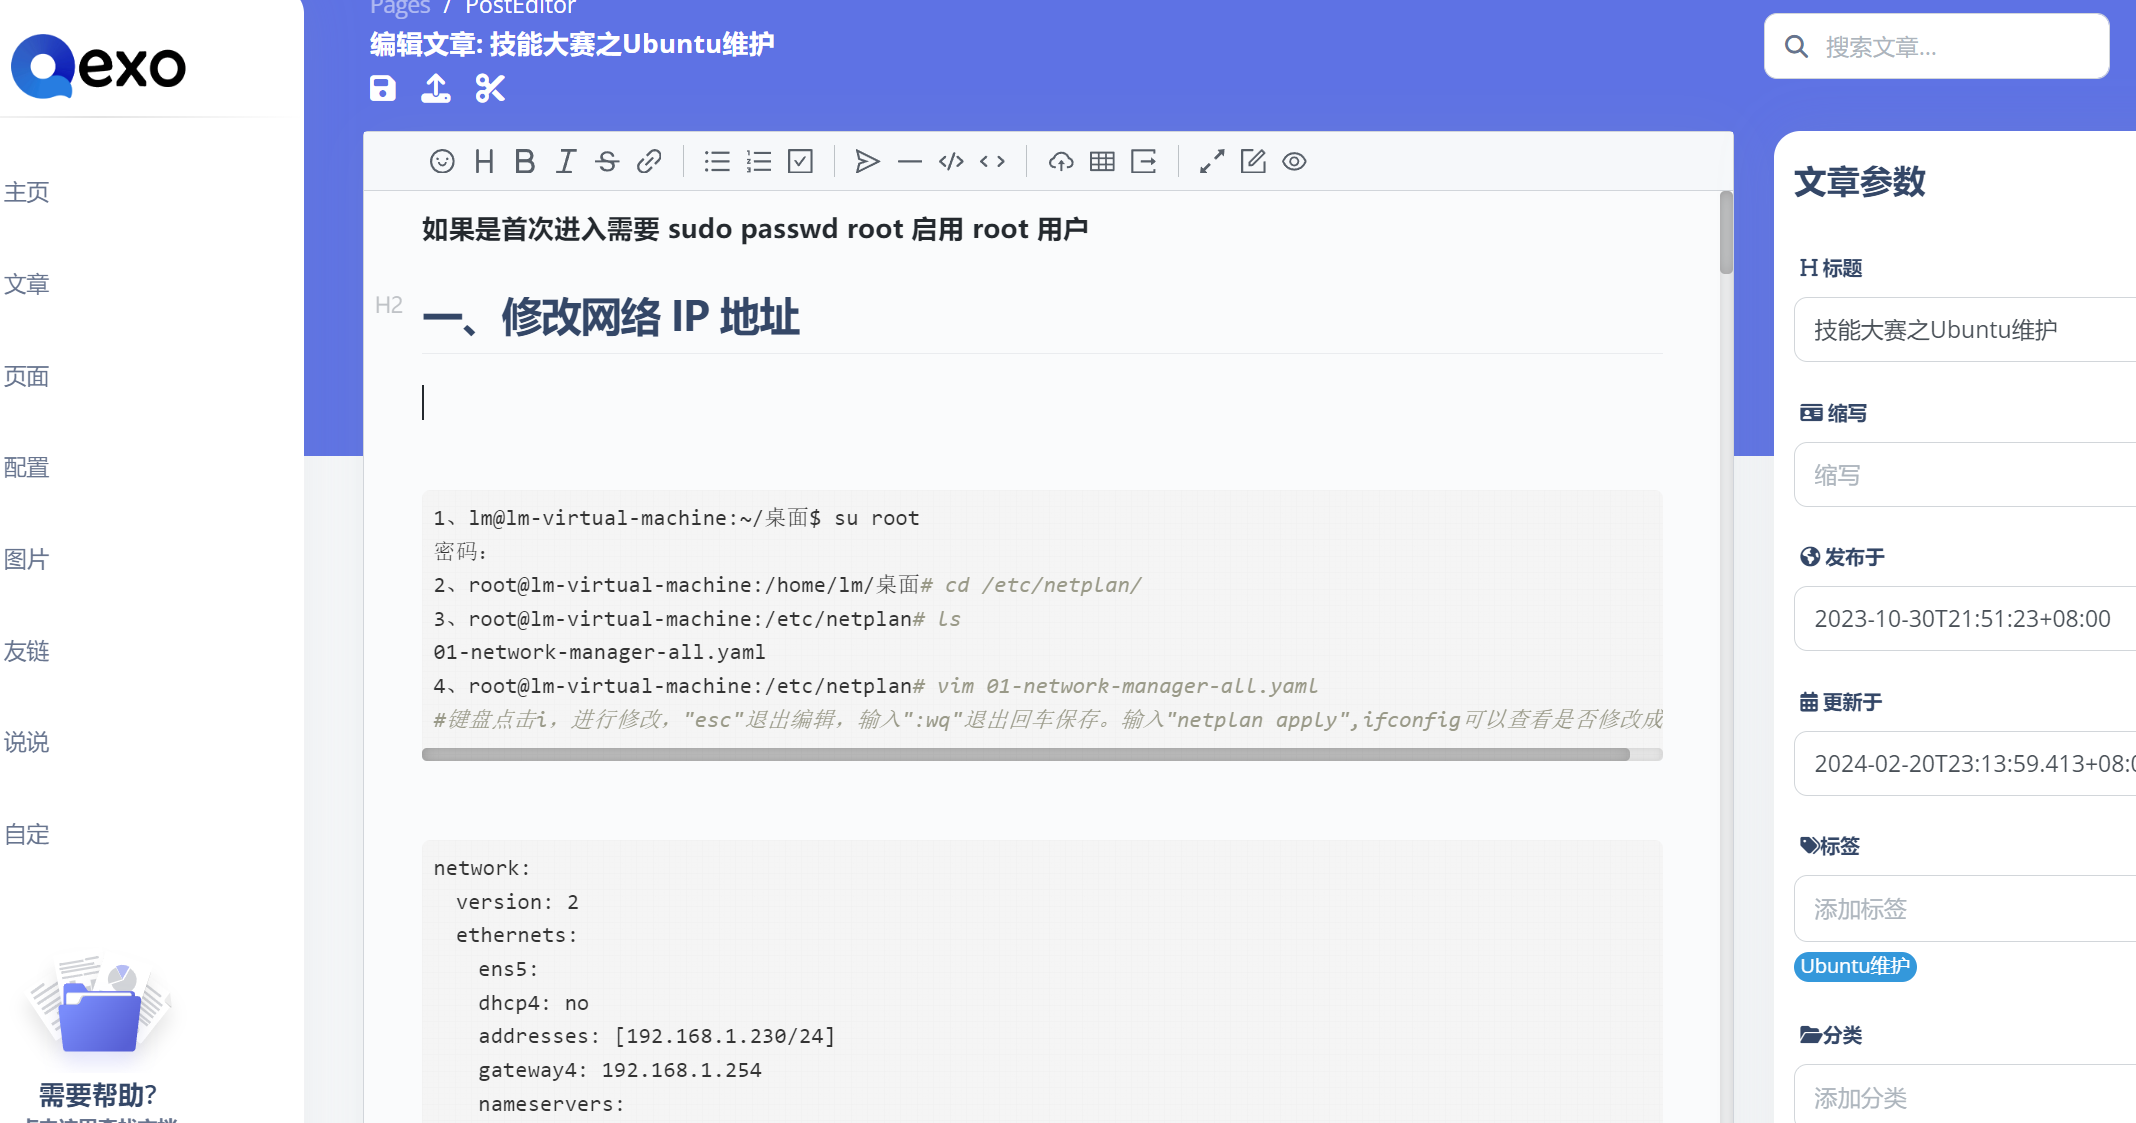 Qexo
主页
文章
页面
配置
图片
友链
说说
自定
需要帮助?
Pages / PostEditor
编辑文章: 技能大赛之Ubuntu维护
搜索文章...
如果是首次进入需要 sudo passwd root 启用 root 用户
H2
一、修改网络 IP 地址
1、lm@lm-virtual-machine:~/桌面$ su root
密码：
2、root@lm-virtual-machine:/home/lm/桌面# cd /etc/netplan/
3、root@lm-virtual-machine:/etc/netplan# ls
01-network-manager-all.yaml
4、root@lm-virtual-machine:/etc/netplan# vim 01-network-manager-all.yaml
#键盘点击i，进行修改，"esc"退出编辑，输入":wq"退出回车保存。输入"netplan apply",ifconfig可以查看是否修改成
network:
  version: 2
  ethernets:
    ens5:
    dhcp4: no
    addresses: [192.168.1.230/24]
    gateway4: 192.168.1.254
    nameservers:
文章参数
标题
技能大赛之Ubuntu维护
缩写
缩写
发布于
2023-10-30T21:51:23+08:00
更新于
2024-02-20T23:13:59.413+08:0
标签
添加标签
Ubuntu维护
分类
添加分类